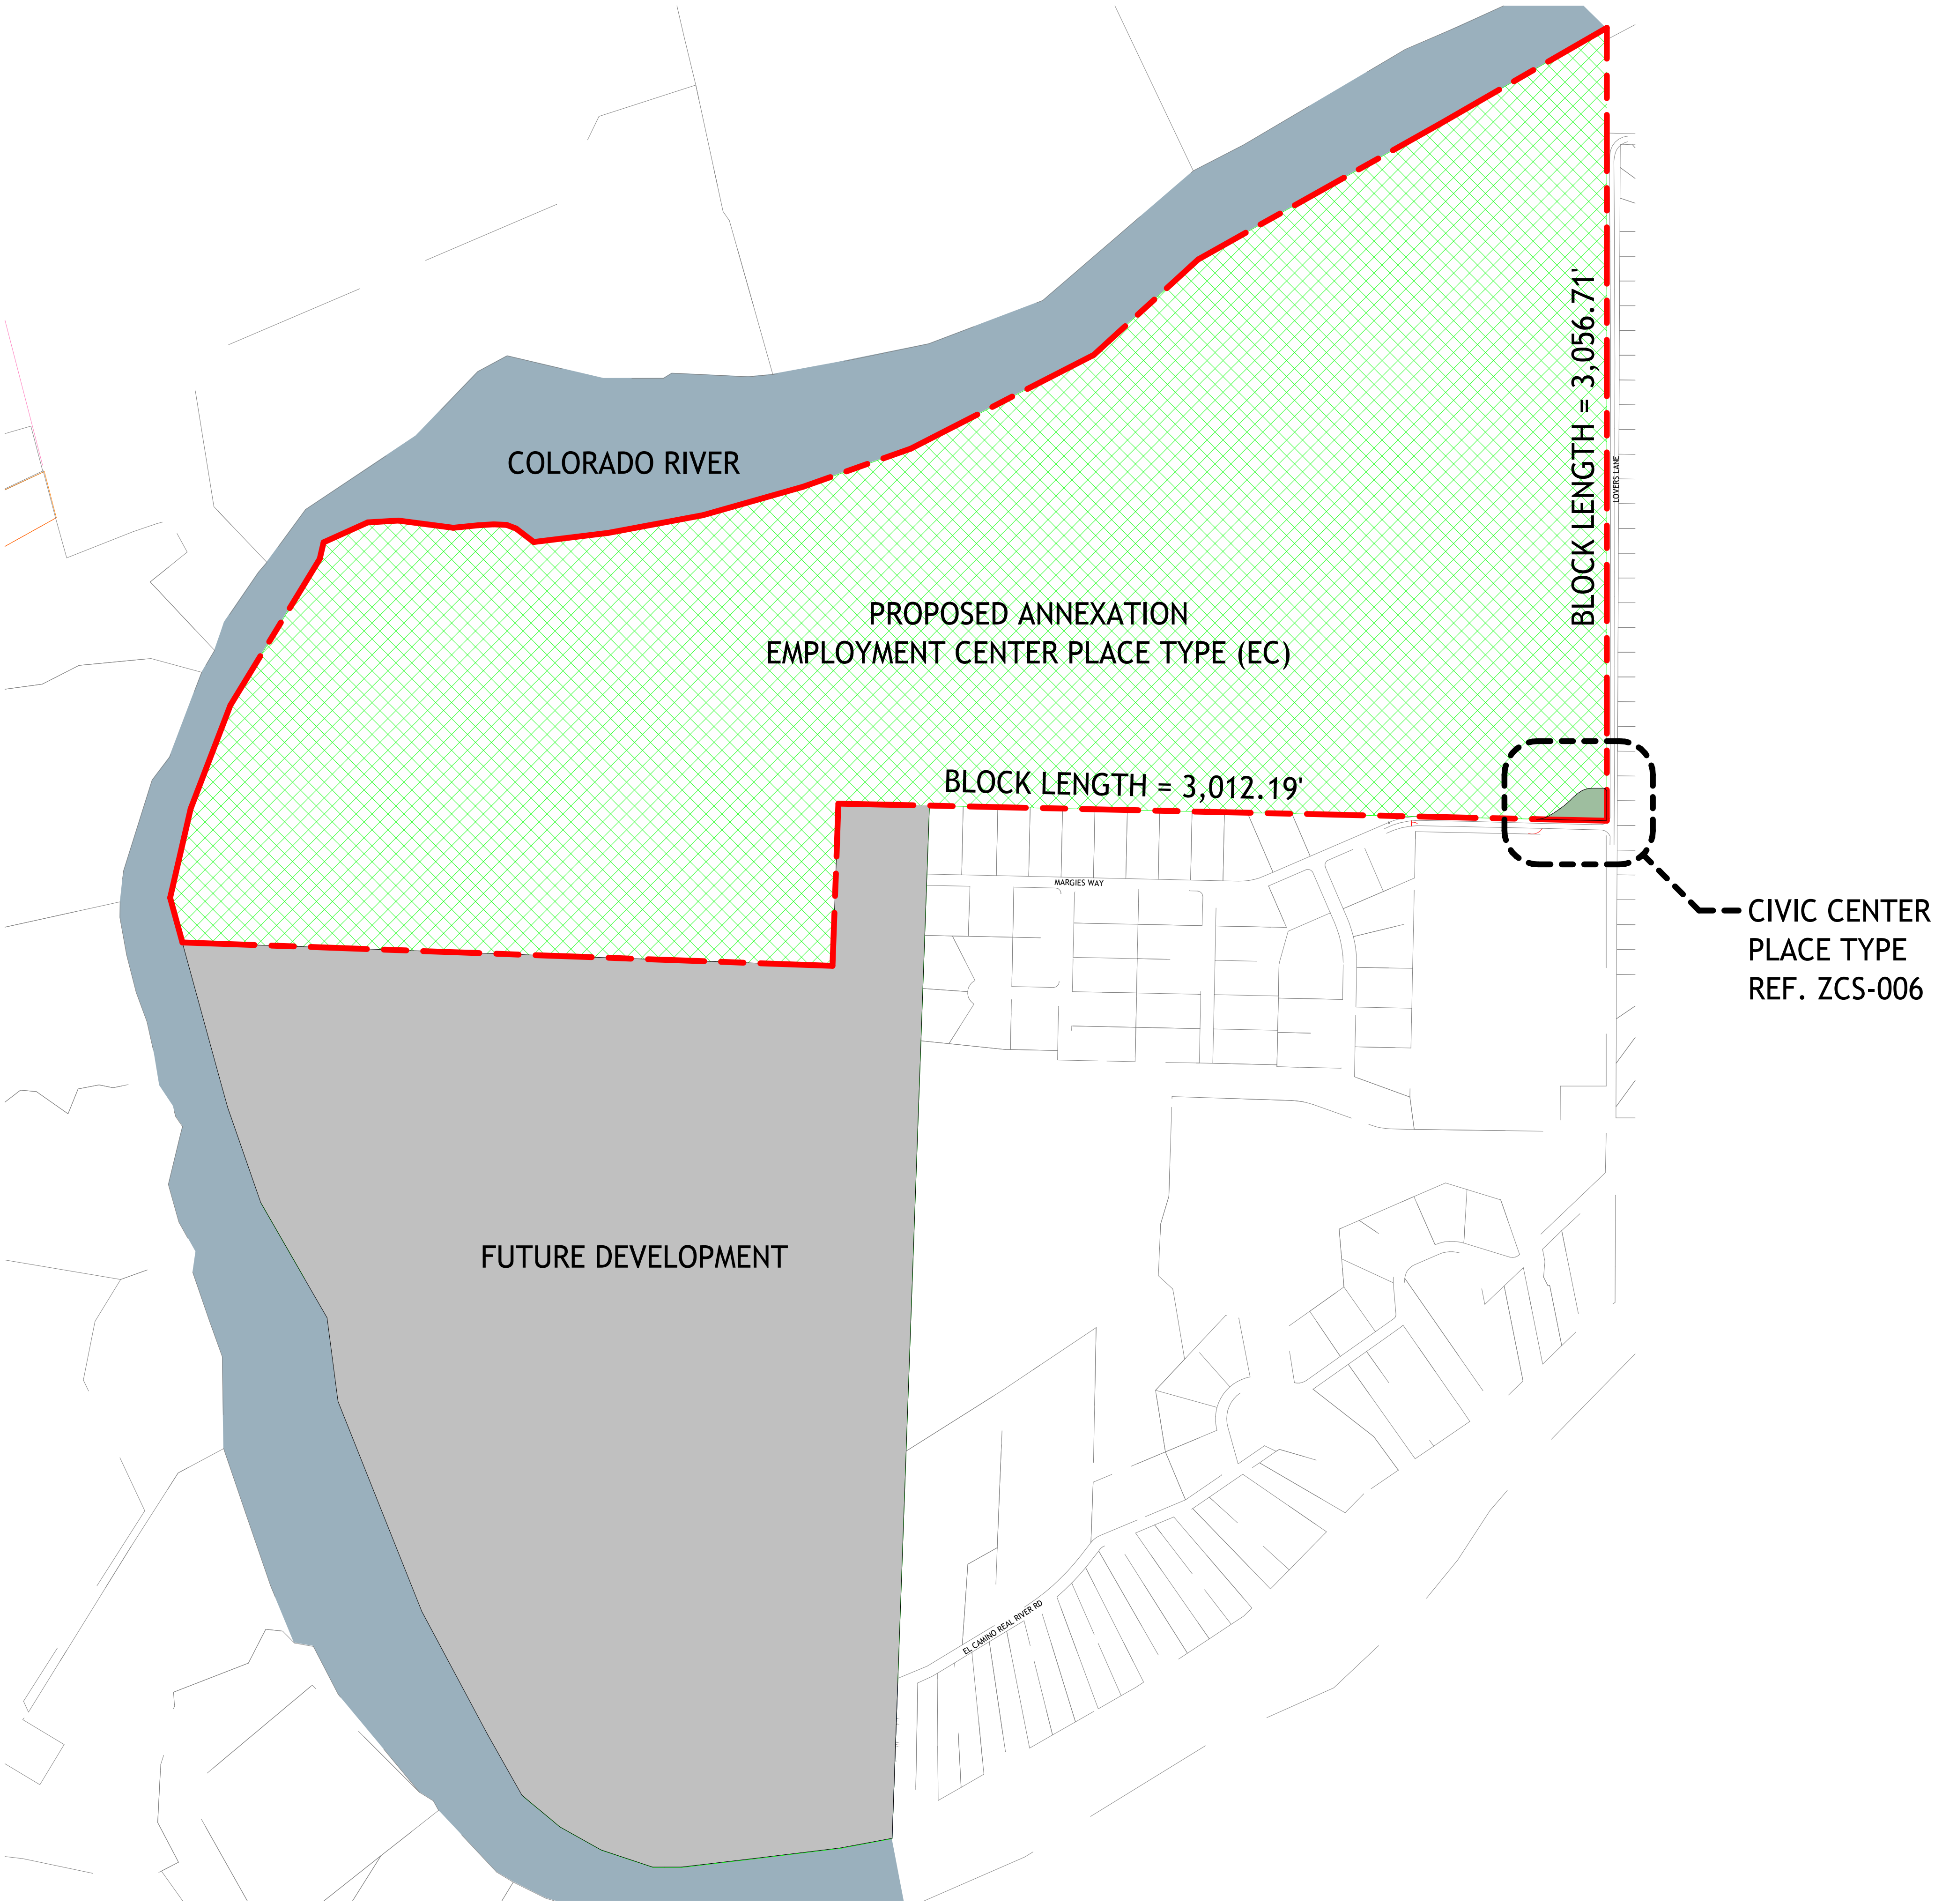 COLORADO RIVER
BLOCK LENGTH = 3,056.71'
LOVERS LANE
PROPOSED ANNEXATION
EMPLOYMENT CENTER PLACE TYPE (EC)
BLOCK LENGTH = 3,012.19'
MARGIES WAY
CIVIC CENTER
PLACE TYPE
REF. ZCS-006
FUTURE DEVELOPMENT
EL CAMINO REAL RIVER RD